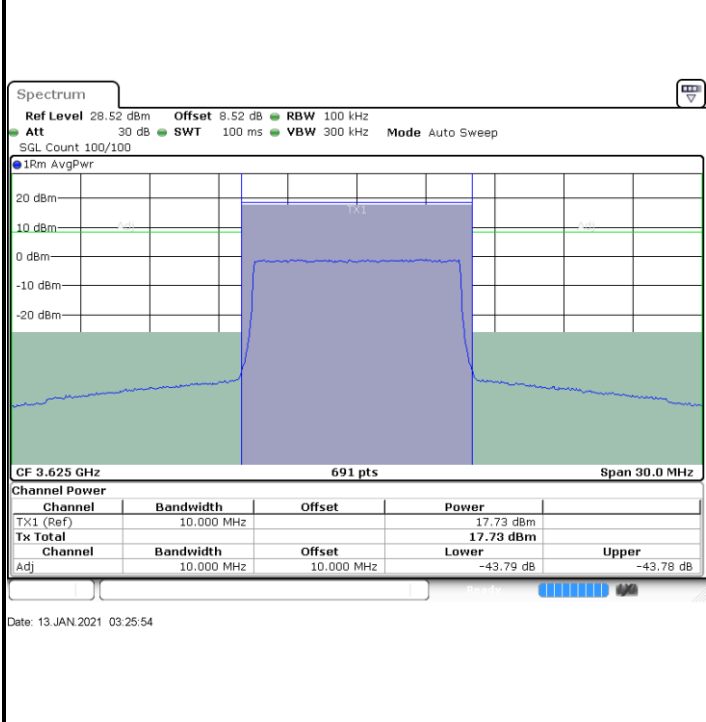 Spectrum
Ref Level 28.52 dBm Offset 8.52 dB RBW 100 kHz
Att 30 dB SWT 100 ms VBW 300 kHz Mode Auto Sweep
SGL Count 100/100
1Rm AvgPwr
20 dBm
TX1
10 dBm Adj Adj
0 dBm
-10 dBm
-20 dBm
CF 3.625 GHz 691 pts Span 30.0 MHz
Channel Power
Channel Bandwidth Offset Power
TX1 (Ref) 10.000 MHz 17.73 dBm
Tx Total 17.73 dBm
Channel Bandwidth Offset Lower Upper
Adj 10.000 MHz 10.000 MHz -43.79 dB -43.78 dB
Ready
Date: 13.JAN.2021 03:25:54